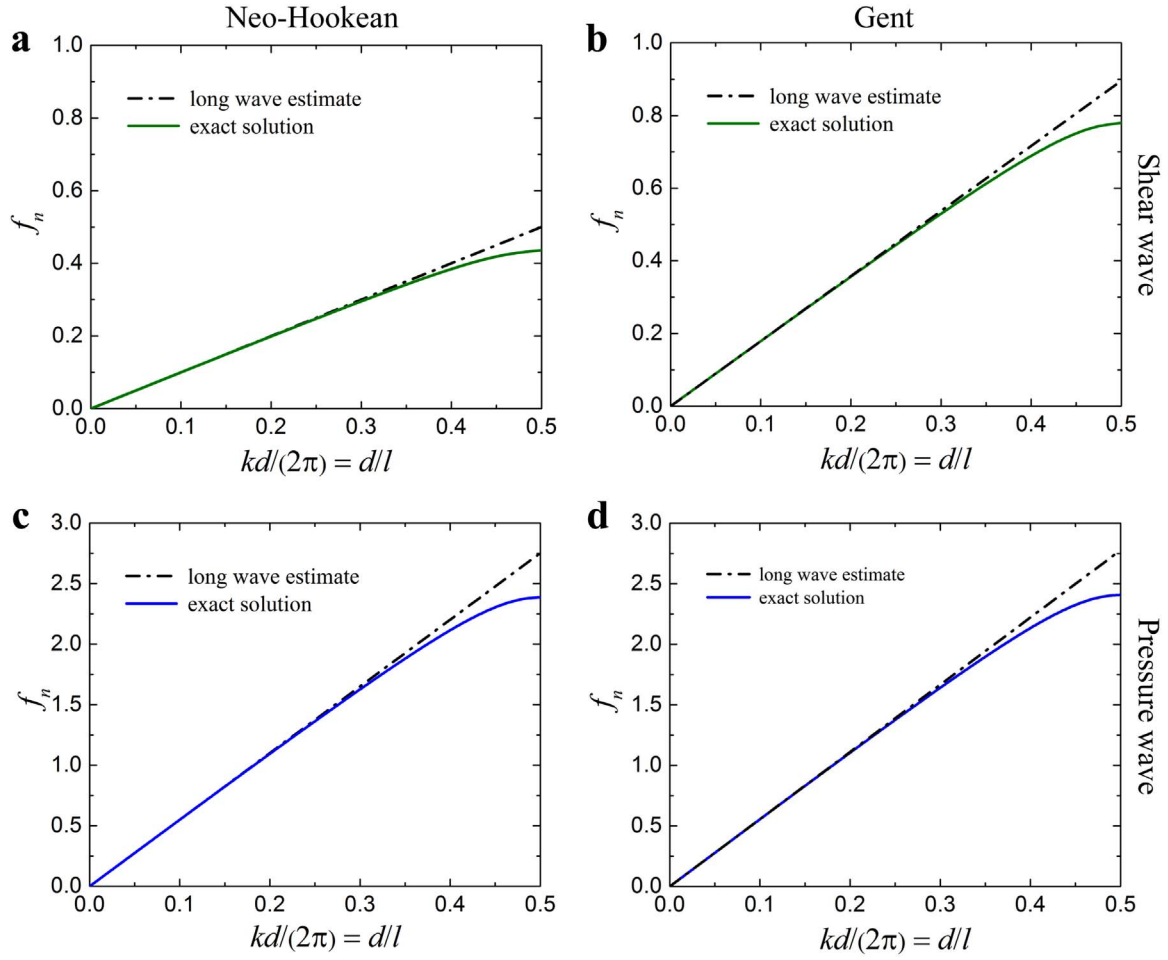 Neo-Hookean
Gent
a
1.0
0.8
0.6
0.4
0.2
0.0
fn
long wave estimate
exact solution
0.0 0.1 0.2 0.3 0.4 0.5
kd/(2π) = d/l
b
1.0
0.8
0.6
0.4
0.2
0.0
fn
long wave estimate
exact solution
0.0 0.1 0.2 0.3 0.4 0.5
kd/(2π) = d/l
Shear wave
c
3.0
2.5
2.0
1.5
1.0
0.5
0.0
fn
long wave estimate
exact solution
0.0 0.1 0.2 0.3 0.4 0.5
kd/(2π) = d/l
d
3.0
2.5
2.0
1.5
1.0
0.5
0.0
fn
long wave estimate
exact solution
0.0 0.1 0.2 0.3 0.4 0.5
kd/(2π) = d/l
Pressure wave